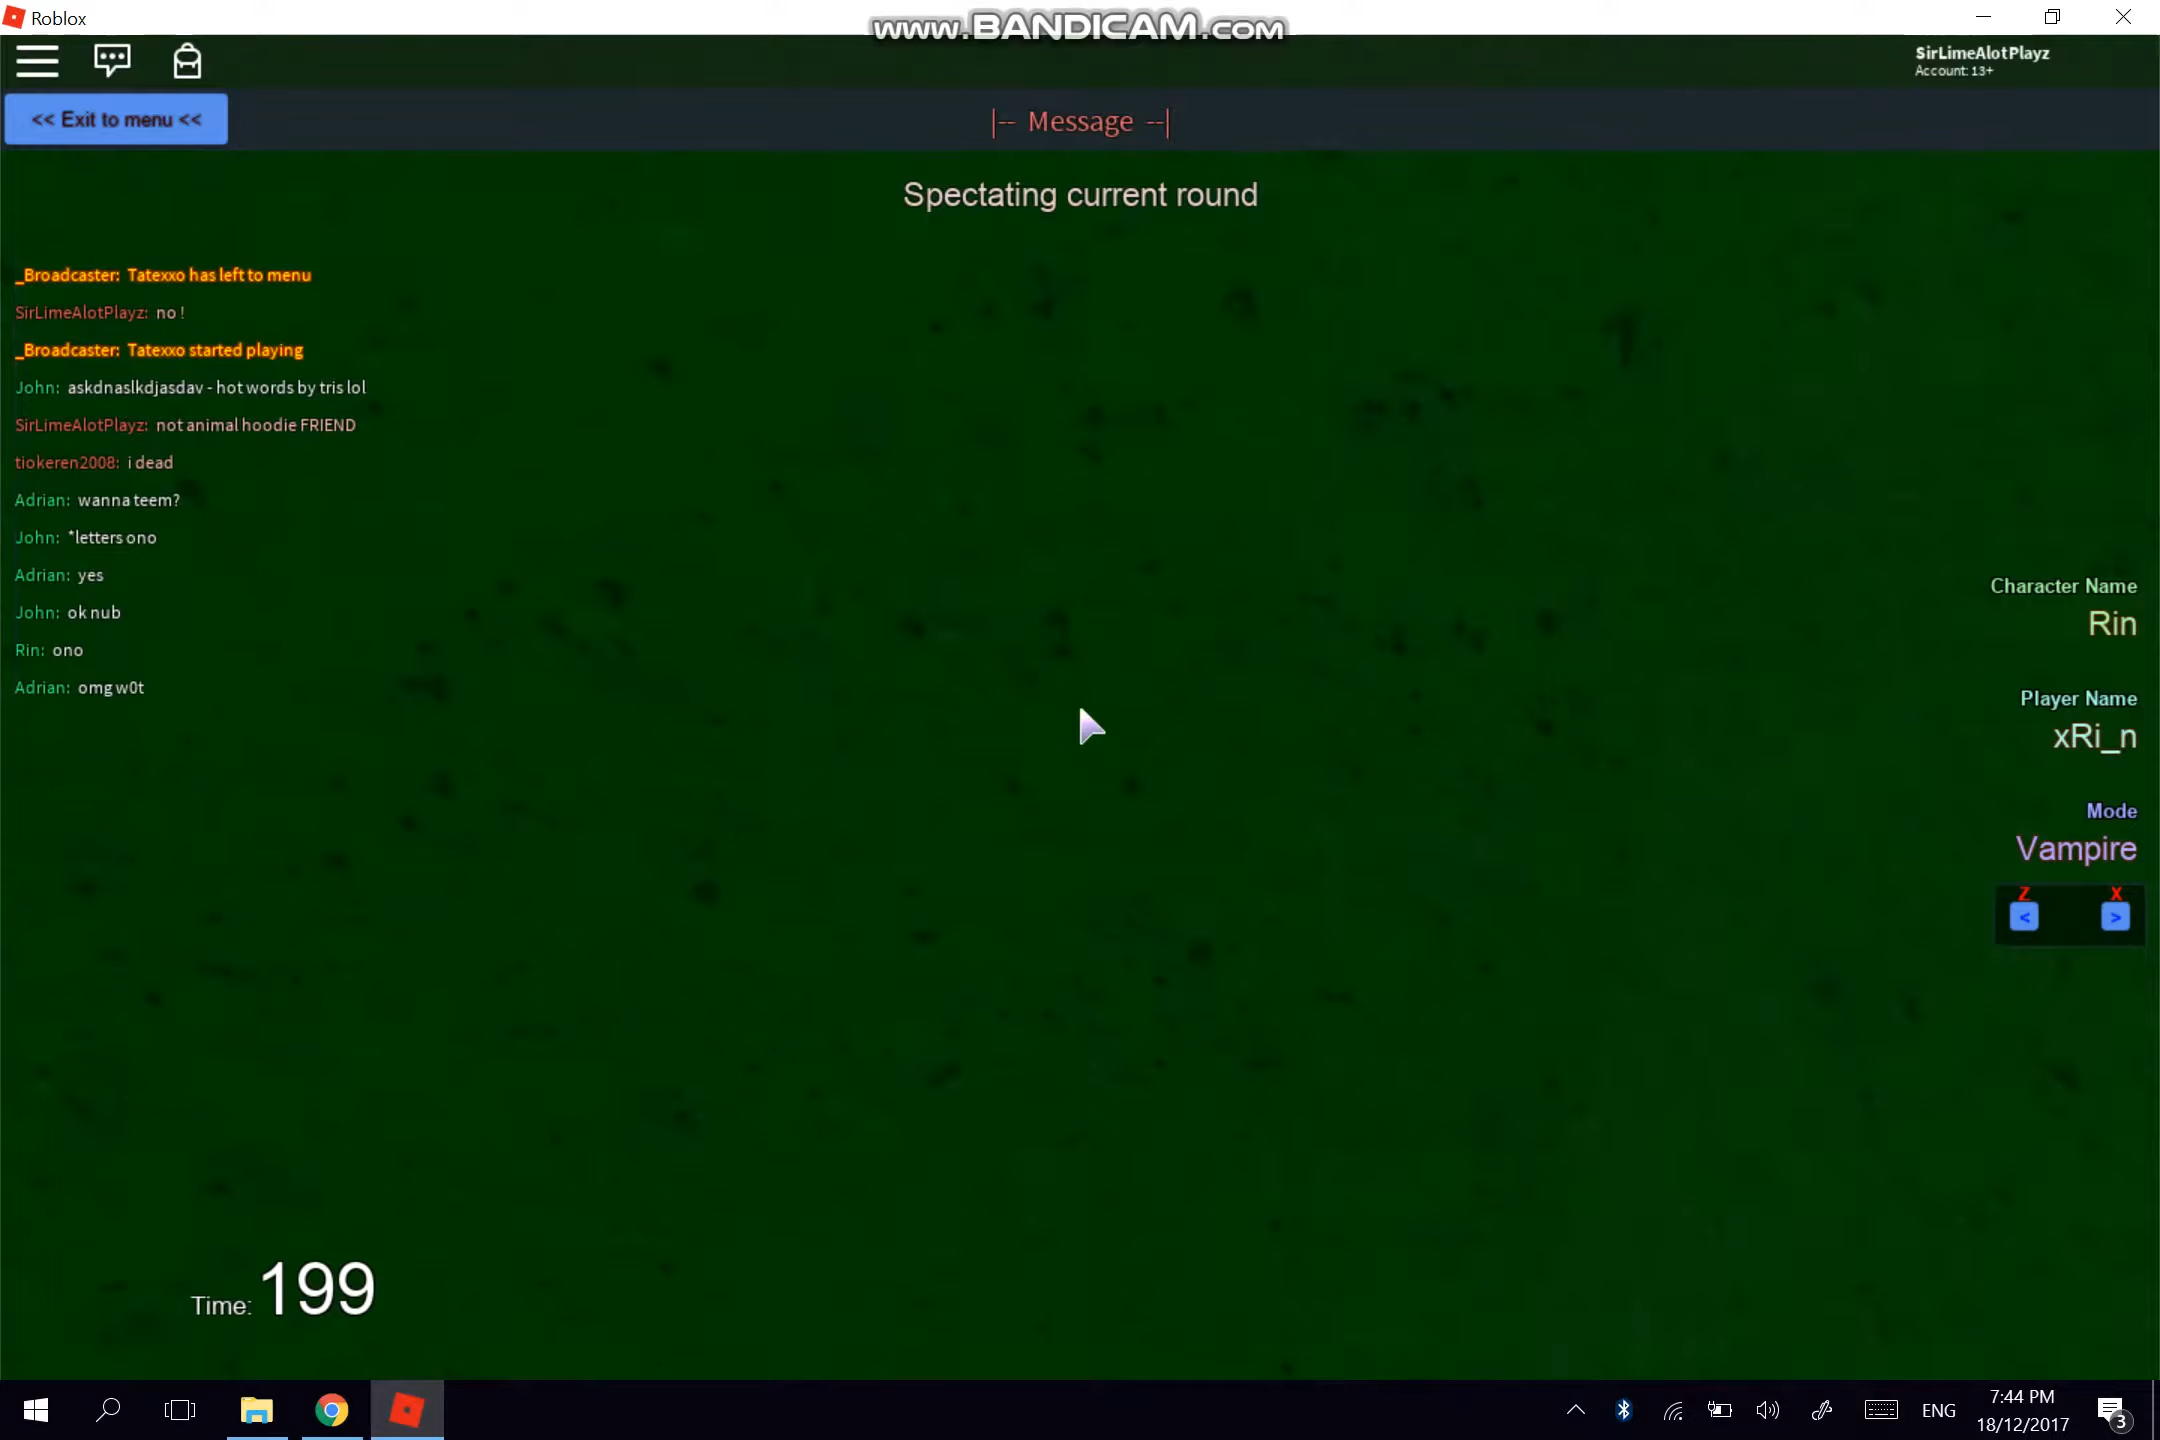 Roblox
www.BANDICAM.com
SirLimeAlotPlayz
Account: 13+
<< Exit to menu <<
|-- Message --|
Spectating current round
_Broadcaster: Tatexxo has left to menu
SirLimeAlotPlayz: no !
_Broadcaster: Tatexxo started playing
John: askdnaslkdjasdav - hot words by tris lol
SirLimeAlotPlayz: not animal hoodie FRIEND
tiokeren2008: i dead
Adrian: wanna teem?
John: *letters ono
Adrian: yes
John: ok nub
Rin: ono
Adrian: omg w0t
Character Name
Rin
Player Name
xRi_n
Mode
Vampire
Z X
< >
Time: 199
ENG
7:44 PM
18/12/2017
3